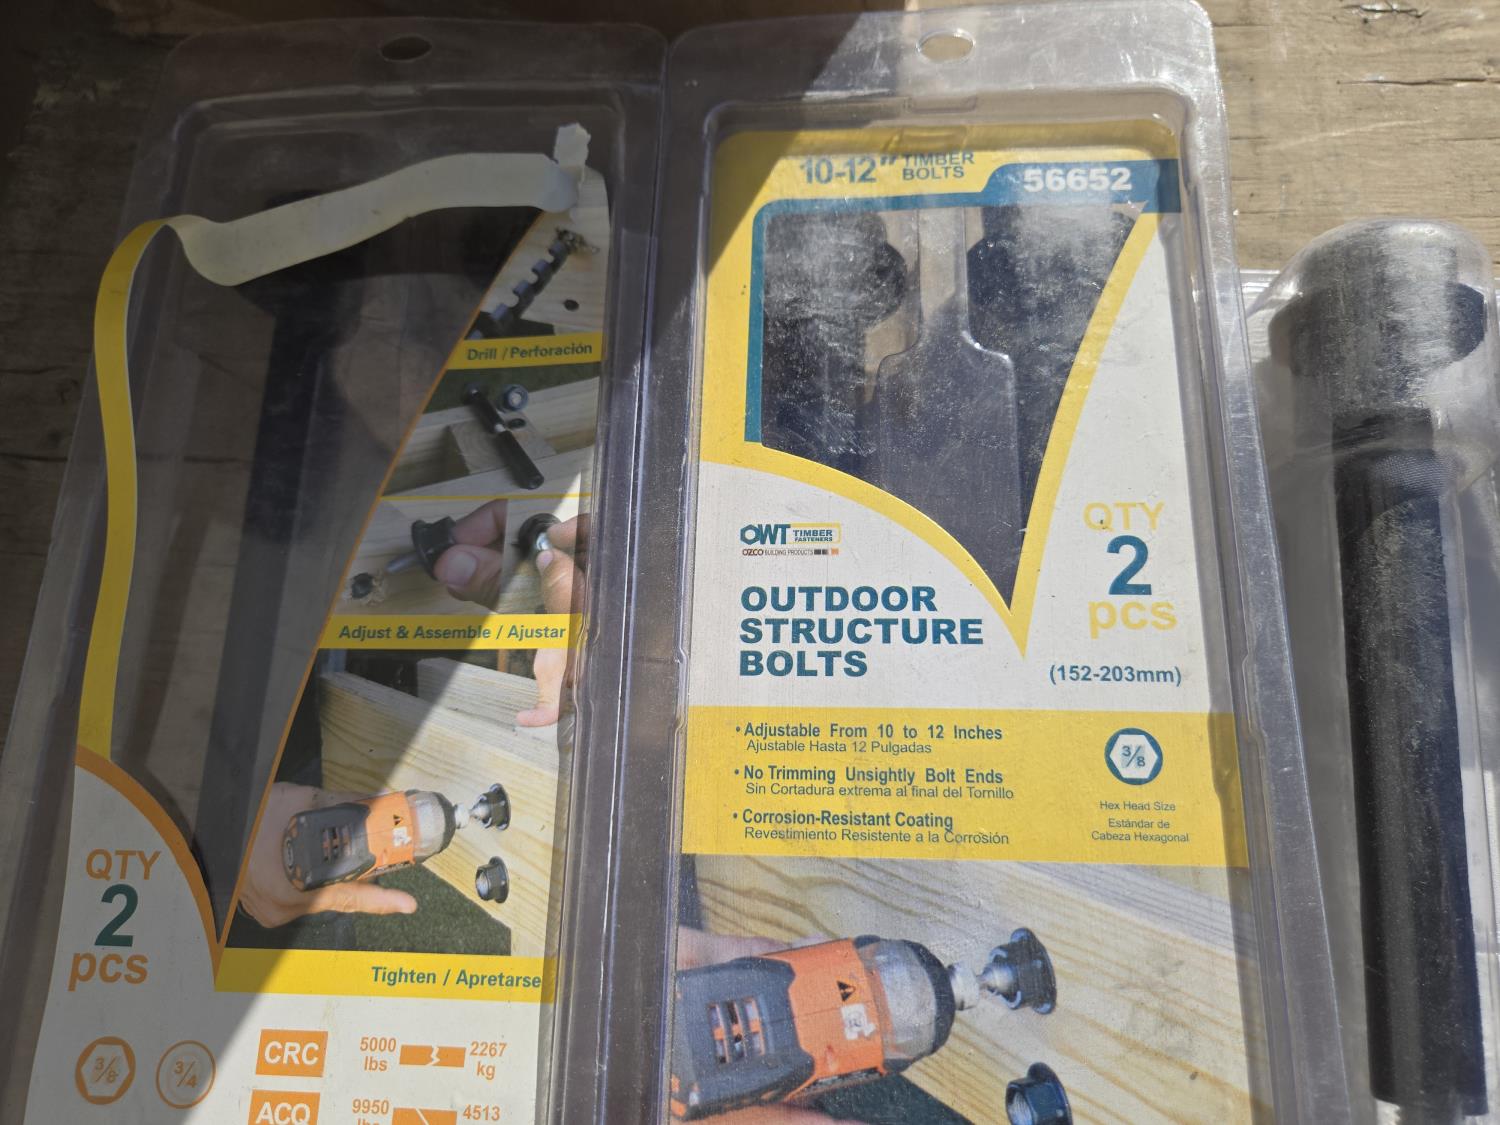 Drill / Perforación
Adjust & Assemble / Ajustar
QTY
2
pcs
Tighten / Apretarse
3/8
3/4
CRC
5000
lbs
2267
kg
ACQ
9950
lbs
4513
10-12" TIMBER
BOLTS
56652
OWT TIMBER
FASTENERS
OZCO BUILDING PRODUCTS
OUTDOOR
STRUCTURE
BOLTS
QTY
2
pcs
(152-203mm)
• Adjustable From 10 to 12 Inches
Ajustable Hasta 12 Pulgadas
• No Trimming Unsightly Bolt Ends
Sin Cortadura extrema al final del Tornillo
• Corrosion-Resistant Coating
Revestimiento Resistente a la Corrosión
3/8
Hex Head Size
Estándar de
Cabeza Hexagonal